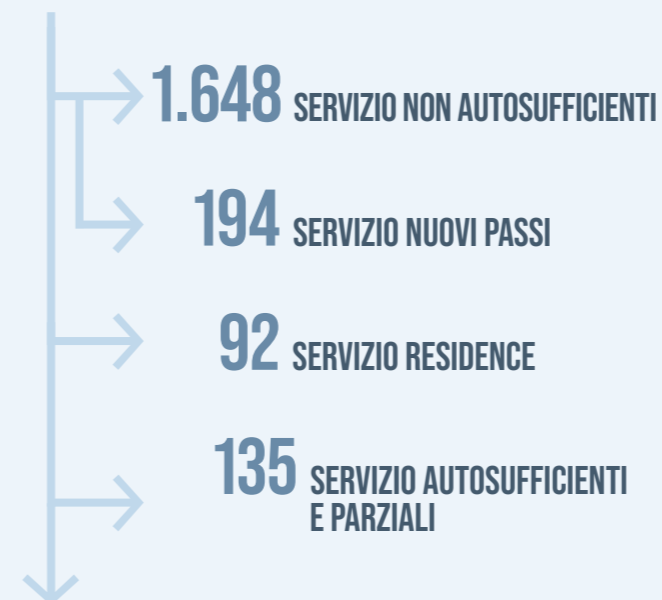 1.648 SERVIZIO NON AUTOSUFFICIENTI
194 SERVIZIO NUOVI PASSI
92 SERVIZIO RESIDENCE
135 SERVIZIO AUTOSUFFICIENTI
E PARZIALI